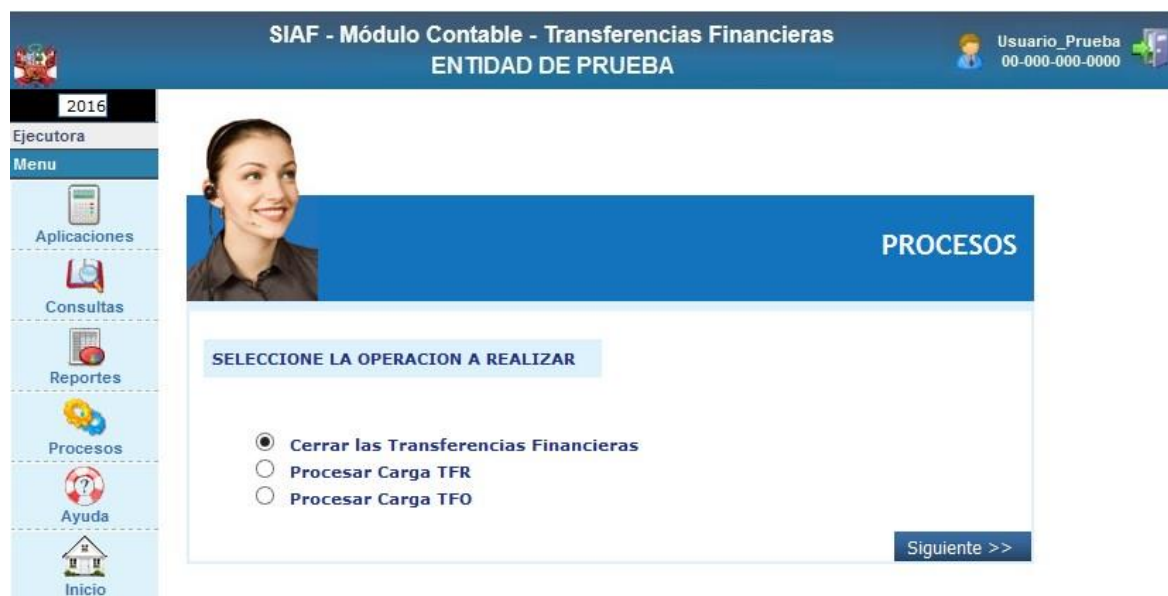 SIAF - Módulo Contable - Transferencias Financieras
ENTIDAD DE PRUEBA
Usuario_Prueba
00-000-000-0000
2016
Ejecutora
Menu
Aplicaciones
Consultas
Reportes
Procesos
Ayuda
Inicio
PROCESOS
SELECCIONE LA OPERACION A REALIZAR
Cerrar las Transferencias Financieras
Procesar Carga TFR
Procesar Carga TFO
Siguiente >>